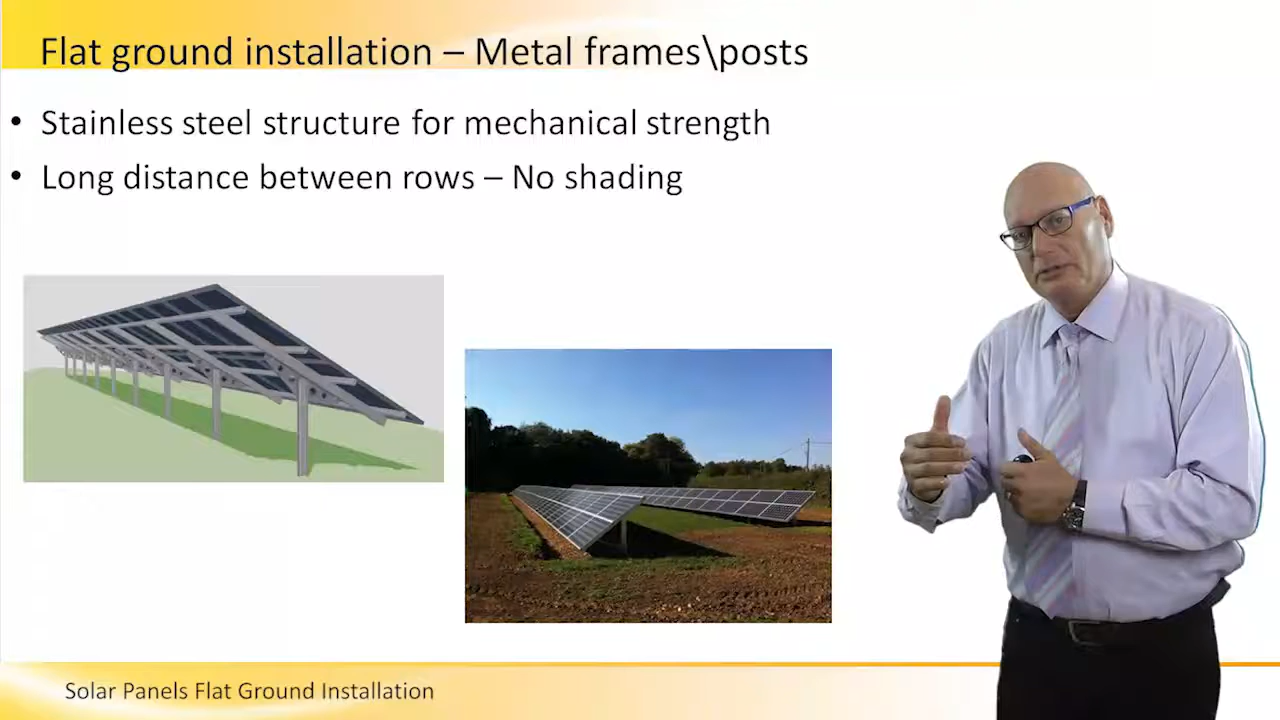 Flat ground installation – Metal frames\posts
• Stainless steel structure for mechanical strength
• Long distance between rows – No shading
Solar Panels Flat Ground Installation